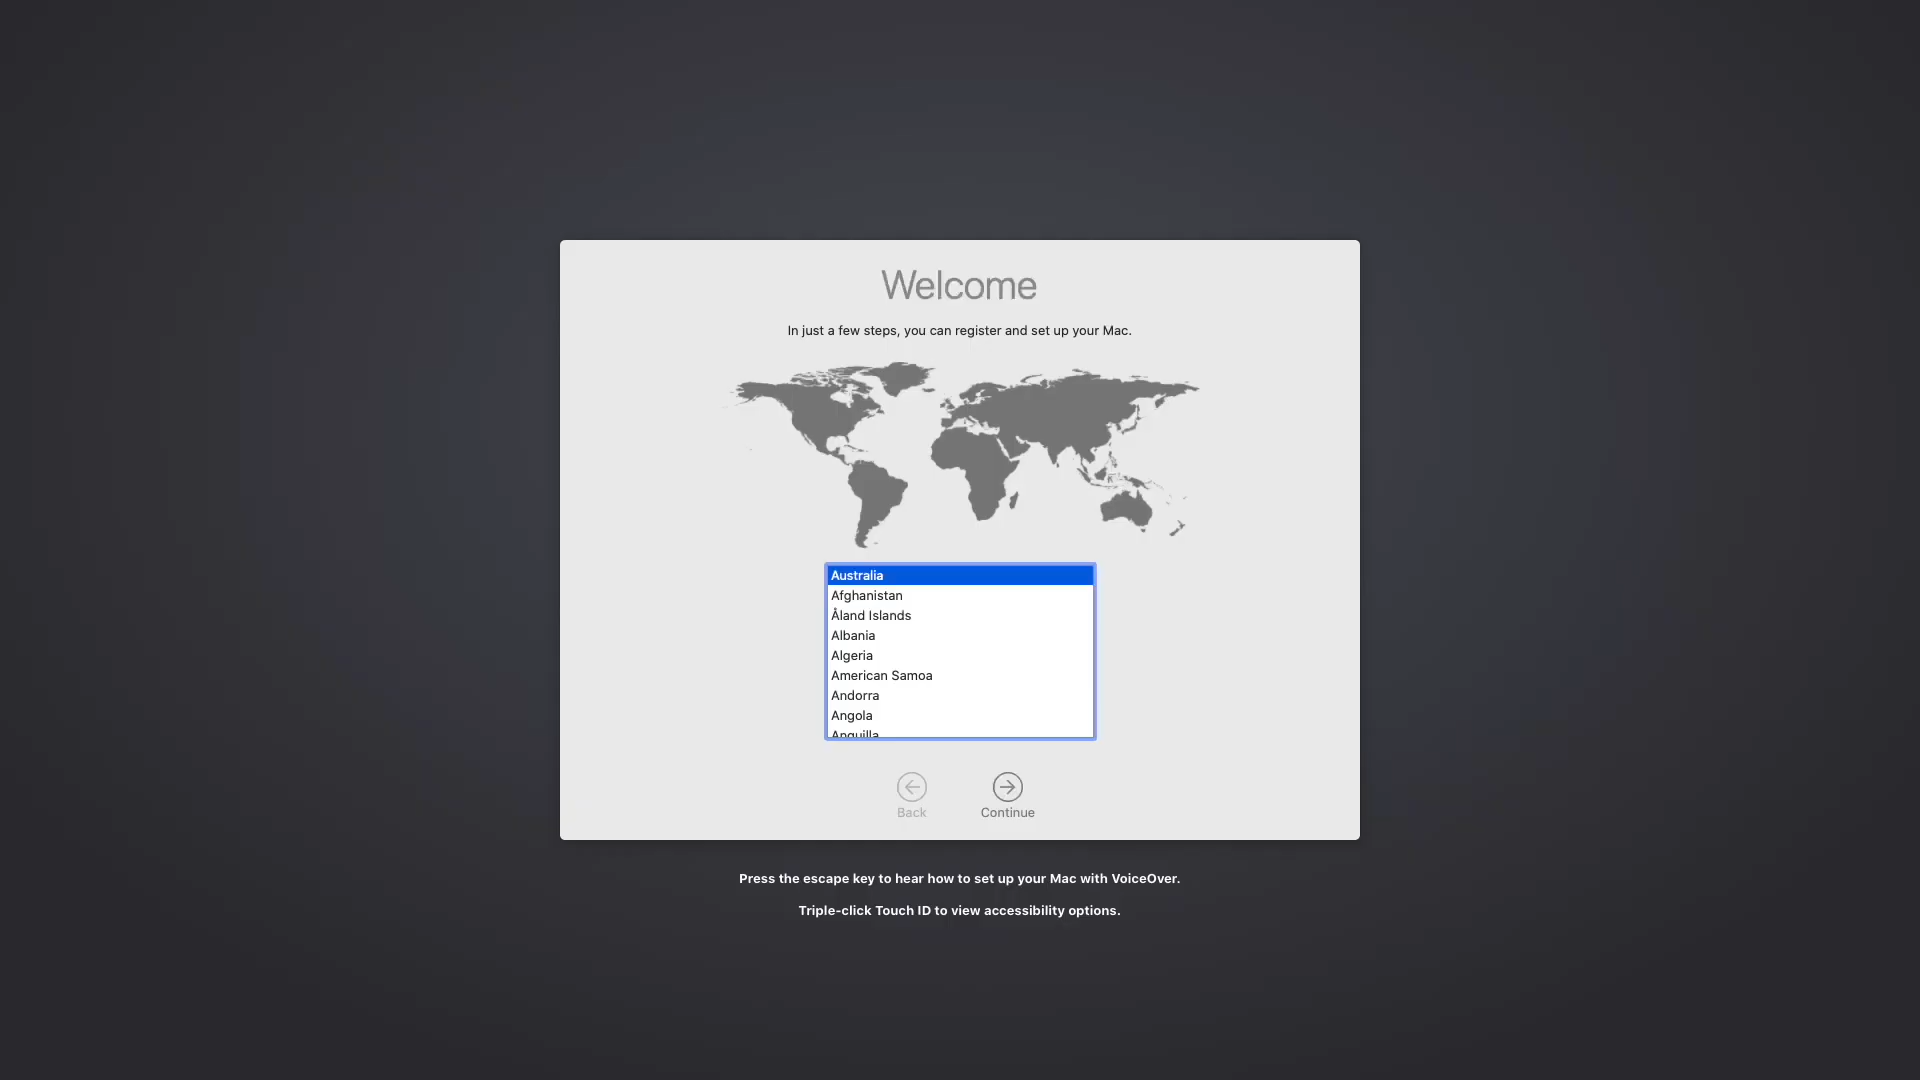 Welcome
In just a few steps, you can register and set up your Mac.
Australia
Afghanistan
Åland Islands
Albania
Algeria
American Samoa
Andorra
Angola
Anguilla
Back
Continue
Press the escape key to hear how to set up your Mac with VoiceOver.
Triple-click Touch ID to view accessibility options.